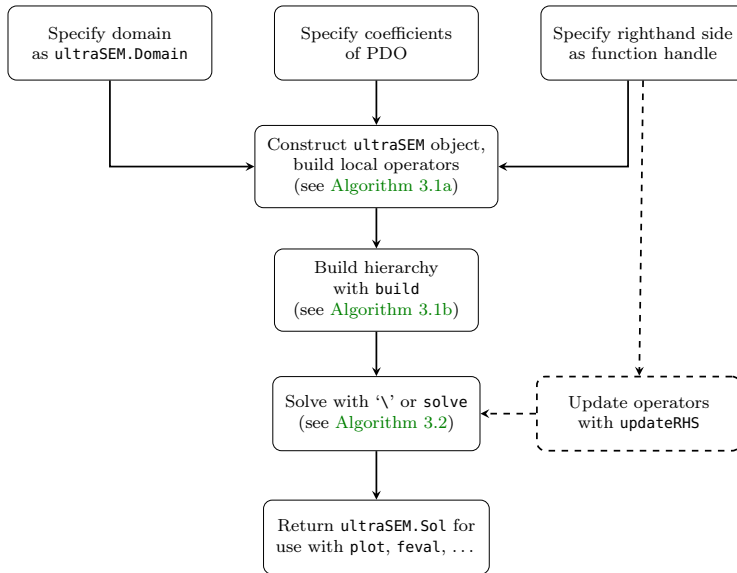 Specify domain
as ultraSEM.Domain
Specify coefficients
of PDO
Specify righthand side
as function handle
Construct ultraSEM object,
build local operators
(see Algorithm 3.1a)
Build hierarchy
with build
(see Algorithm 3.1b)
Solve with ‘\’ or solve
(see Algorithm 3.2)
Update operators
with updateRHS
Return ultraSEM.Sol for
use with plot, feval, ...